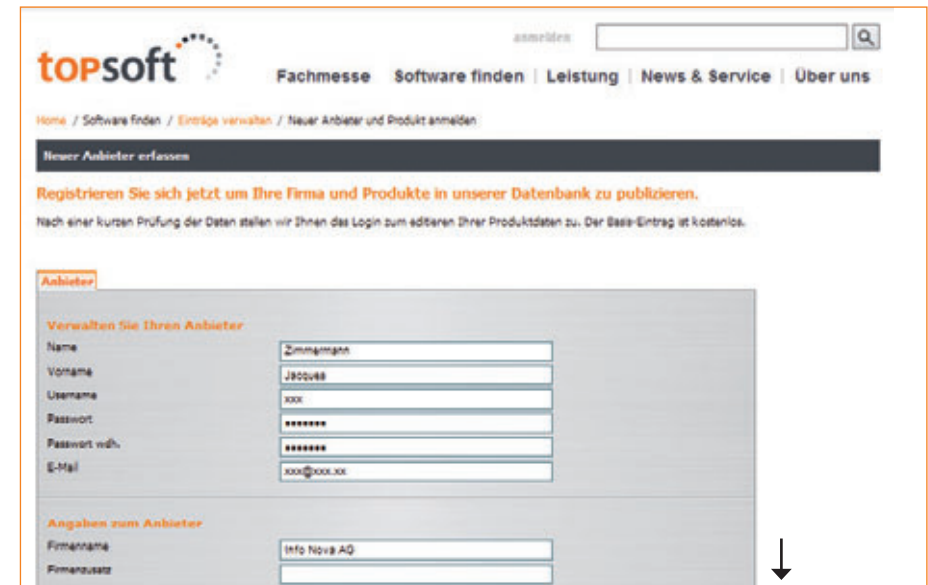 anmelden
topsoft
Fachmesse Software finden | Leistung | News & Service | Über uns
Home / Software finden / Einträge verwalten / Neuer Anbieter und Produkt anmelden
Neuer Anbieter erfassen
Registrieren Sie sich jetzt um Ihre Firma und Produkte in unserer Datenbank zu publizieren.
Nach einer kurzen Prüfung der Daten stellen wir Ihnen das Login zum editieren Ihrer Produktdaten zu. Der Basis-Eintrag ist kostenlos.
Anbieter
Verwalten Sie Ihren Anbieter
Name Zimmermann
Vorname Jacques
Username xxx
Passwort •••••••
Passwort wdh. •••••••
E-Mail xxx@xxx.xx
Angaben zum Anbieter
Firmenname Info Nova AG
Firmenzusatz